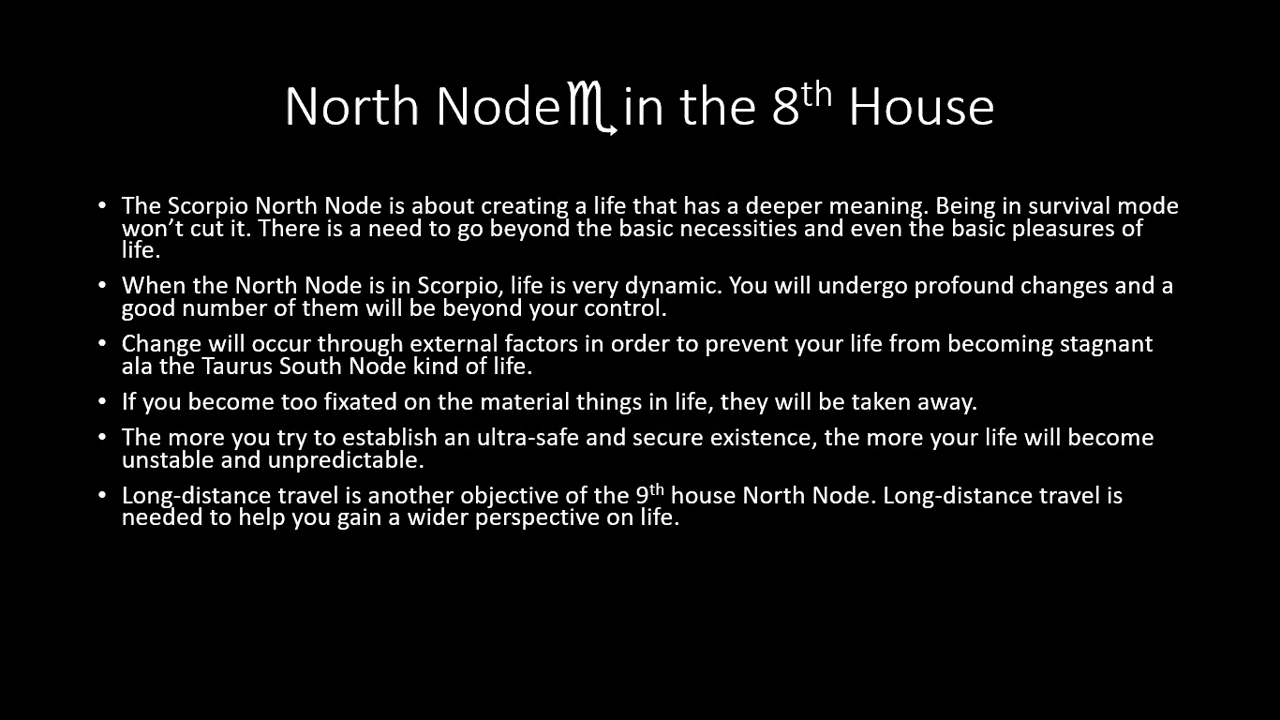 North Node♏in the 8th House
• The Scorpio North Node is about creating a life that has a deeper meaning. Being in survival mode
won’t cut it. There is a need to go beyond the basic necessities and even the basic pleasures of
life.
• When the North Node is in Scorpio, life is very dynamic. You will undergo profound changes and a
good number of them will be beyond your control.
• Change will occur through external factors in order to prevent your life from becoming stagnant
ala the Taurus South Node kind of life.
• If you become too fixated on the material things in life, they will be taken away.
• The more you try to establish an ultra-safe and secure existence, the more your life will become
unstable and unpredictable.
• Long-distance travel is another objective of the 9th house North Node. Long-distance travel is
needed to help you gain a wider perspective on life.